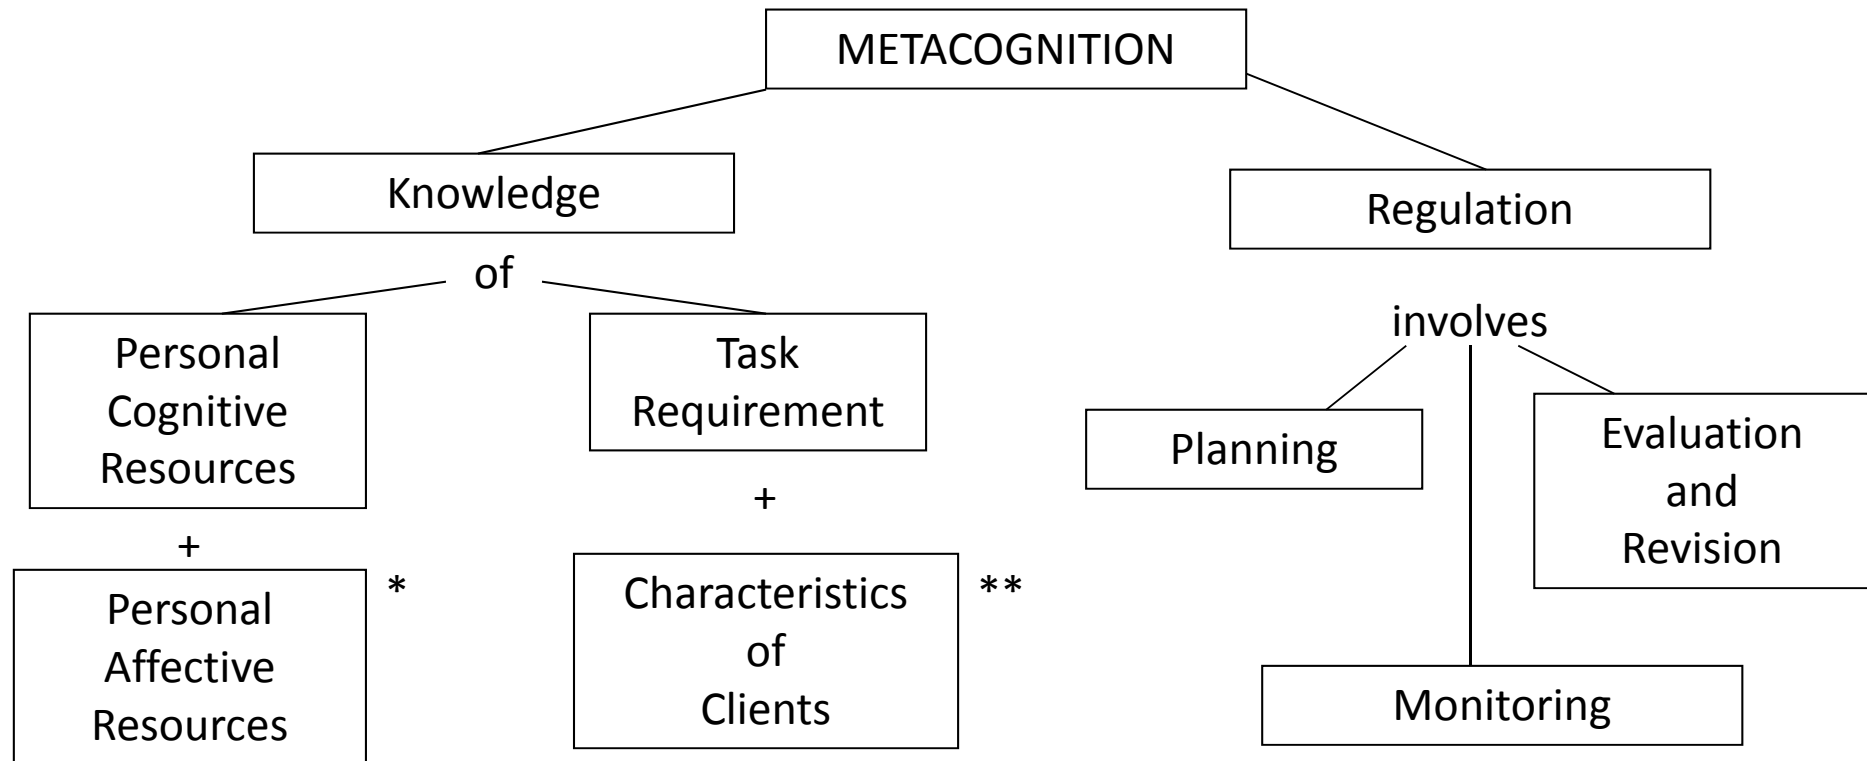 METACOGNITION
Knowledge
of
Personal
Cognitive
Resources
+
Personal
Affective
Resources
*
Task
Requirement
+
Characteristics
of
Clients
**
Regulation
involves
Planning
Monitoring
Evaluation
and
Revision